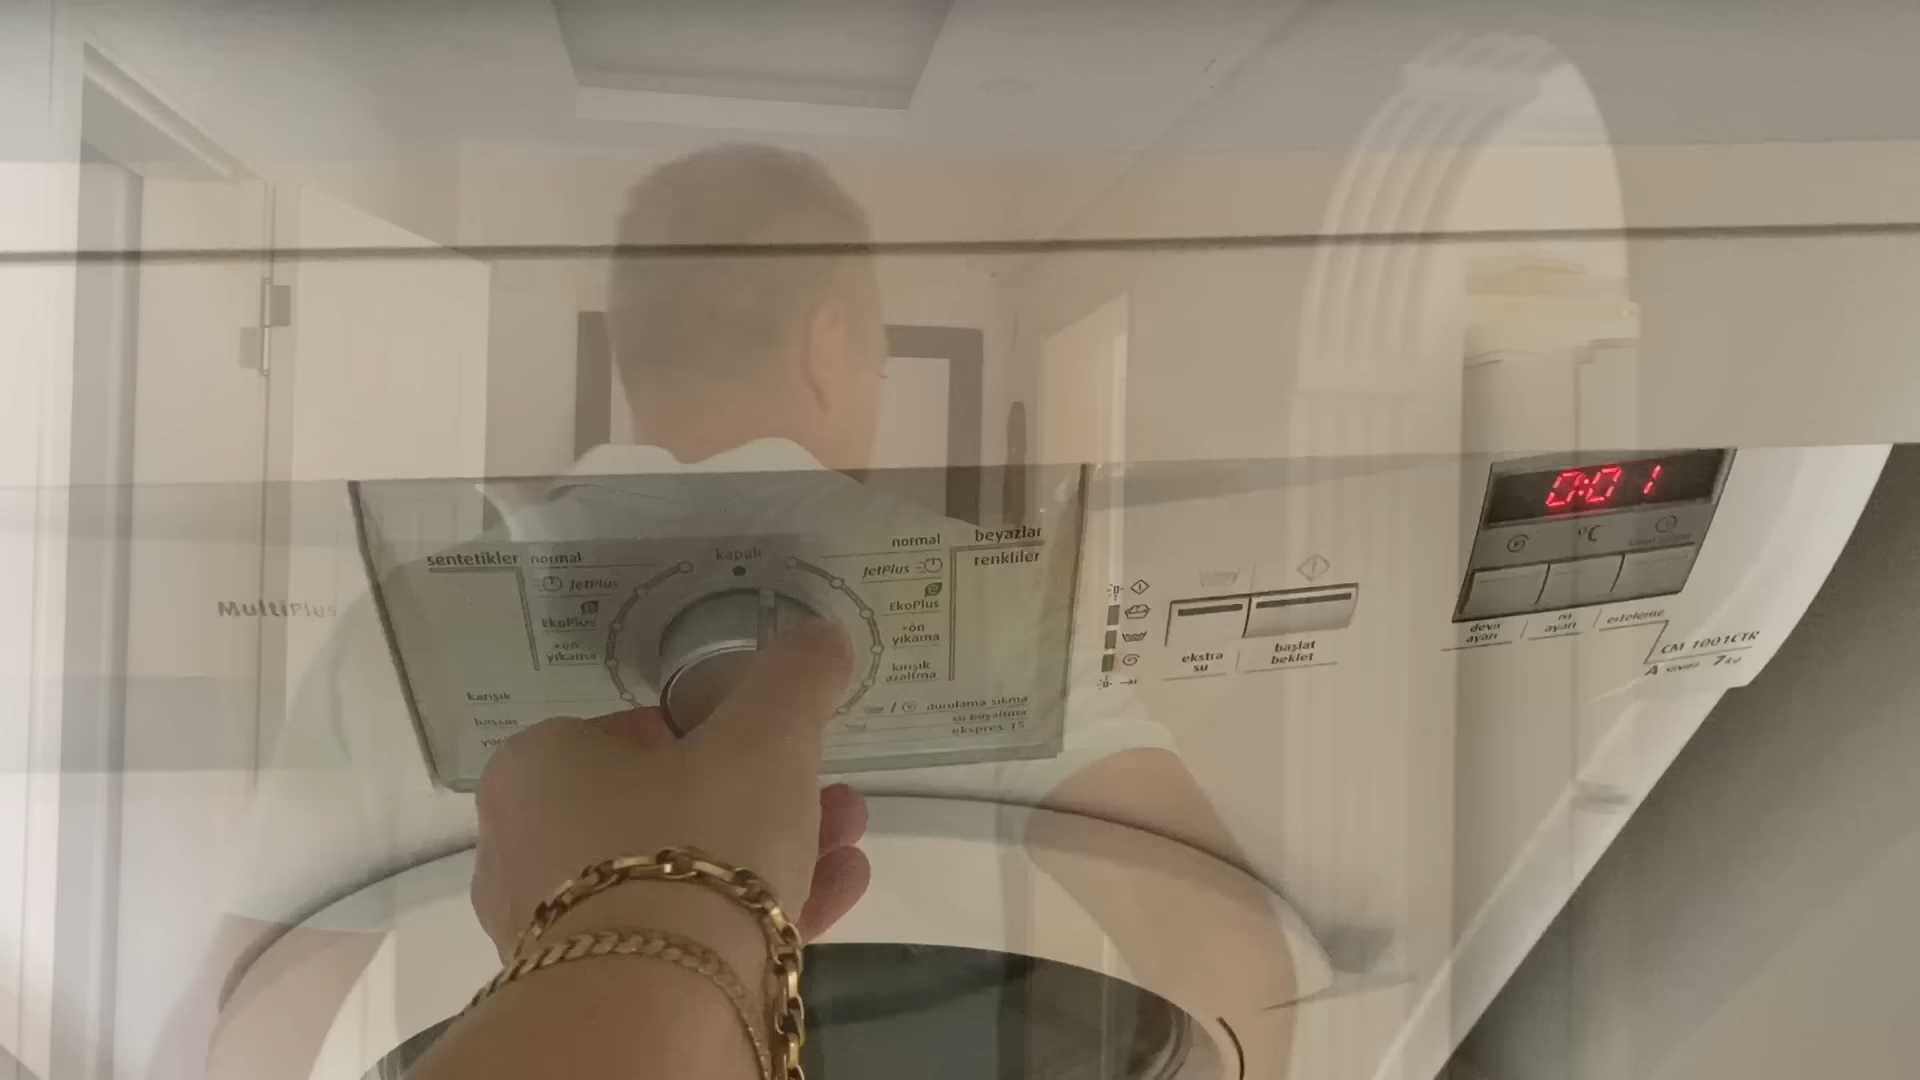 0:01
kapalı
normal
beyazlar
sentetikler normal
renkliler
JetPlus
JetPlus
EkoPlus
EkoPlus
+ön
yıkama
+ön
yıkama
MultiPlus
kırışık
azaltma
karışık
hassas
/ durulama sıkma
su boşaltma
ekspres 15
°C
ekstra
su
başlat
beklet
devir
ayarı
ısı
ayarı
erteleme
CM 1001CTR
A sınıfı 7kg